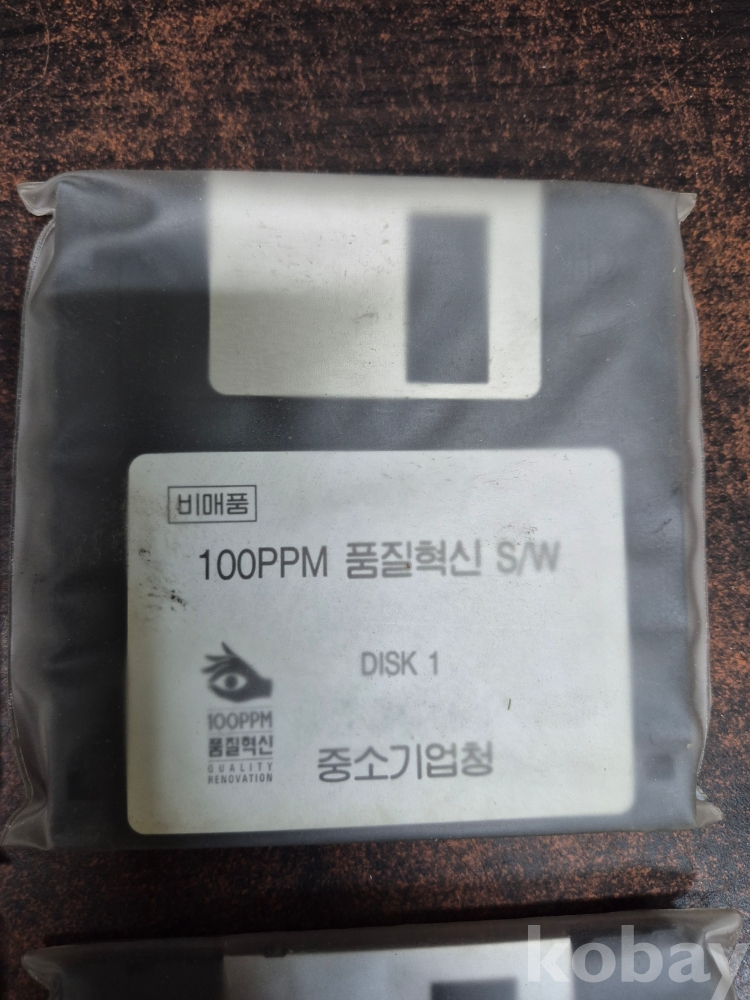 비매품
100PPM 품질혁신 S/W
DISK 1
100PPM
품질혁신
QUALITY
RENOVATION
중소기업청
kobay